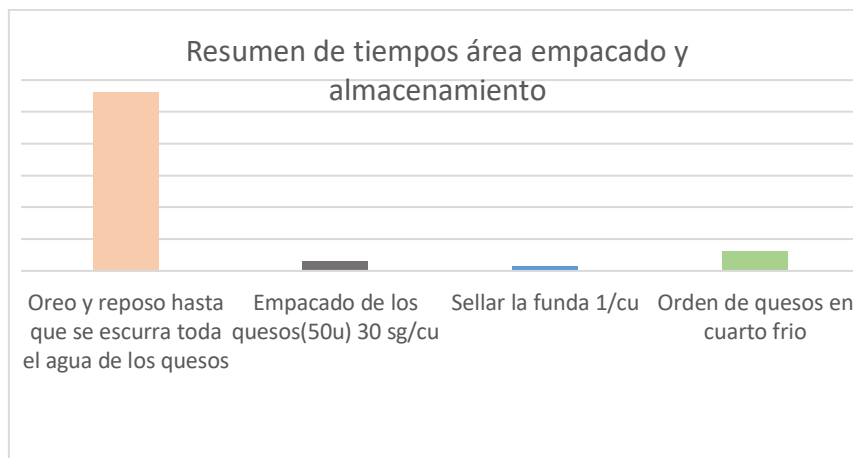 Resumen de tiempos área empacado y
almacenamiento
Oreo y reposo hasta
que se escurra toda
el agua de los quesos
Empacado de los
quesos(50u) 30 sg/cu
Sellar la funda 1/cu
Orden de quesos en
cuarto frio